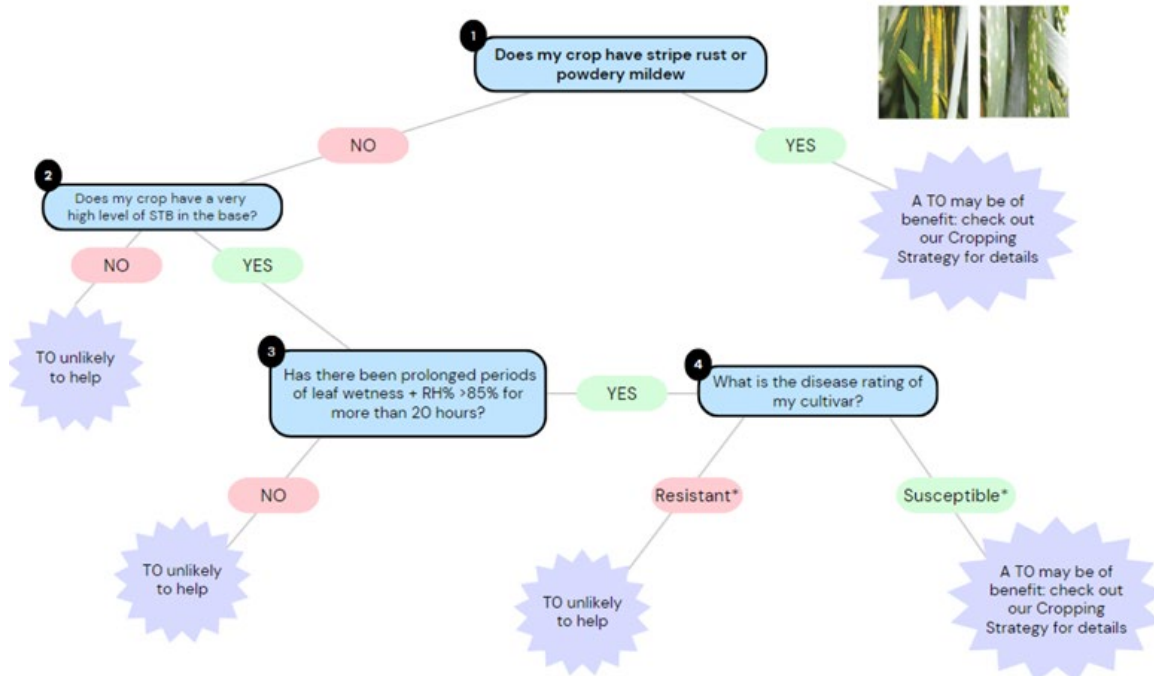 1
Does my crop have stripe rust or
powdery mildew
NO
YES
2
Does my crop have a very
high level of STB in the base?
A TO may be of
benefit: check out
our Cropping
Strategy for details
NO
YES
TO unlikely
to help
3
Has there been prolonged periods
of leaf wetness + RH% >85% for
more than 20 hours?
YES
4
What is the disease rating of
my cultivar?
NO
Resistant*
Susceptible*
TO unlikely
to help
TO unlikely
to help
A TO may be of
benefit: check out
our Cropping
Strategy for details